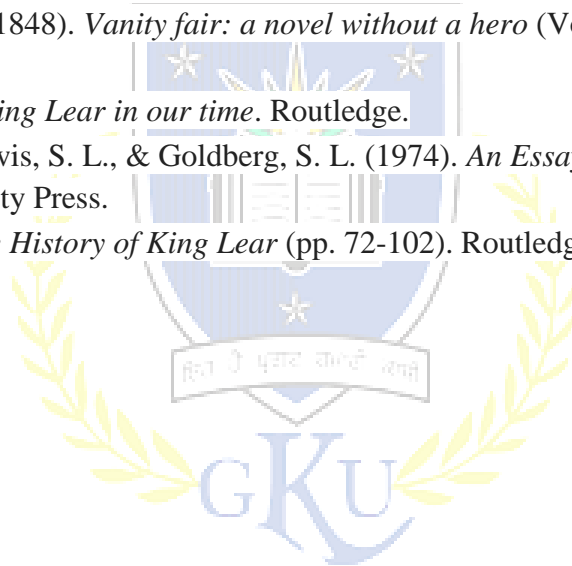 1848). Vanity fair: a novel without a hero (V
ing Lear in our time. Routledge.
wis, S. L., & Goldberg, S. L. (1974). An Essay
ty Press.
History of King Lear (pp. 72-102). Routledg
GKU